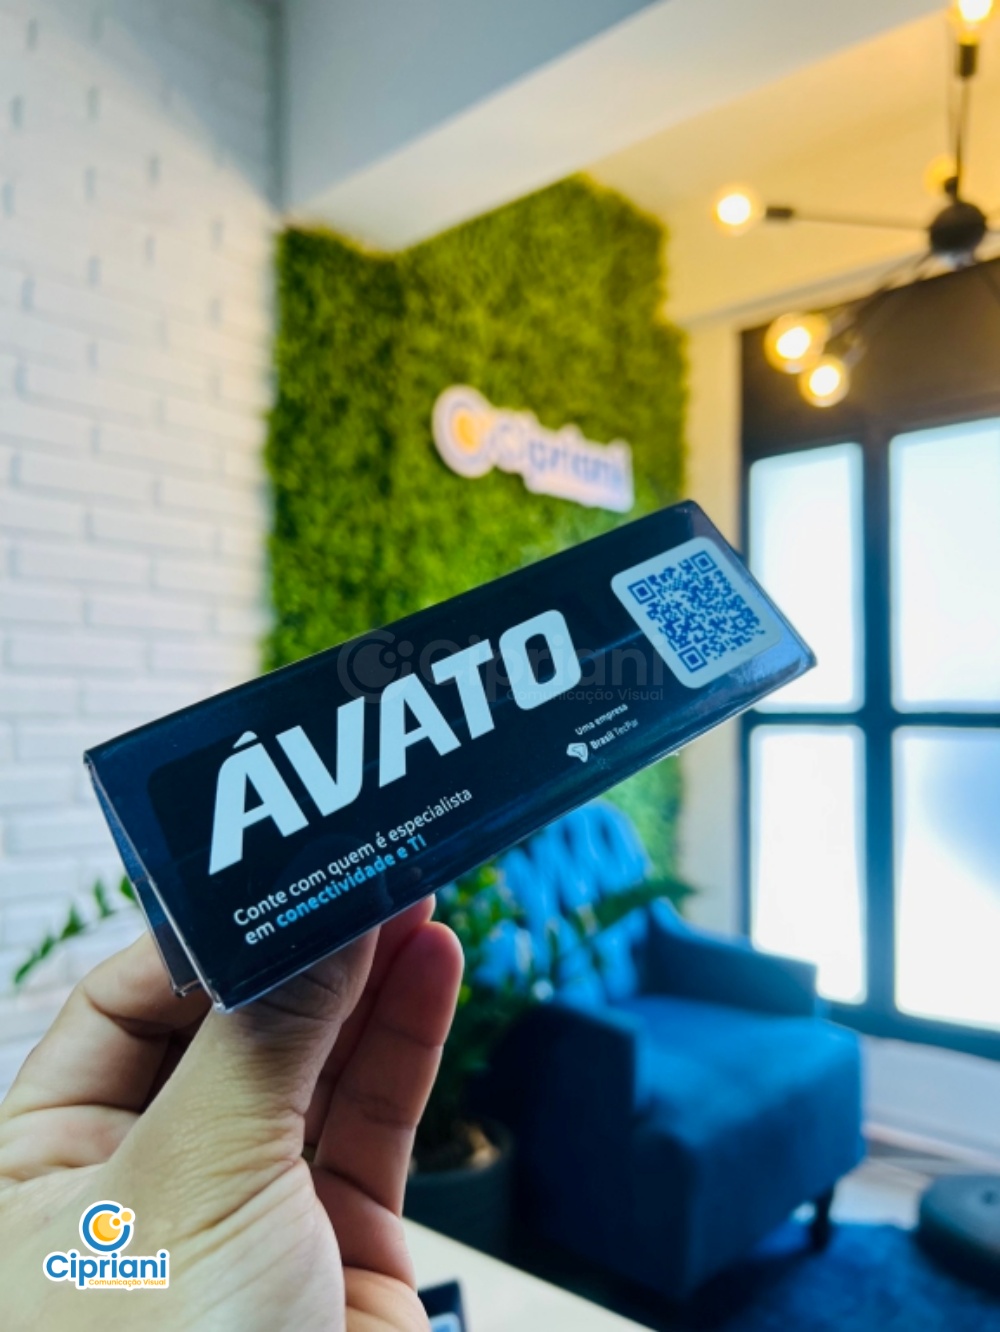 Cipriani
ÁVATO
Cipriani
Comunicação Visual
Uma empresa
Brasil TecPar
Conte com quem é especialista
em conectividade e TI
Cipriani
Comunicação Visual